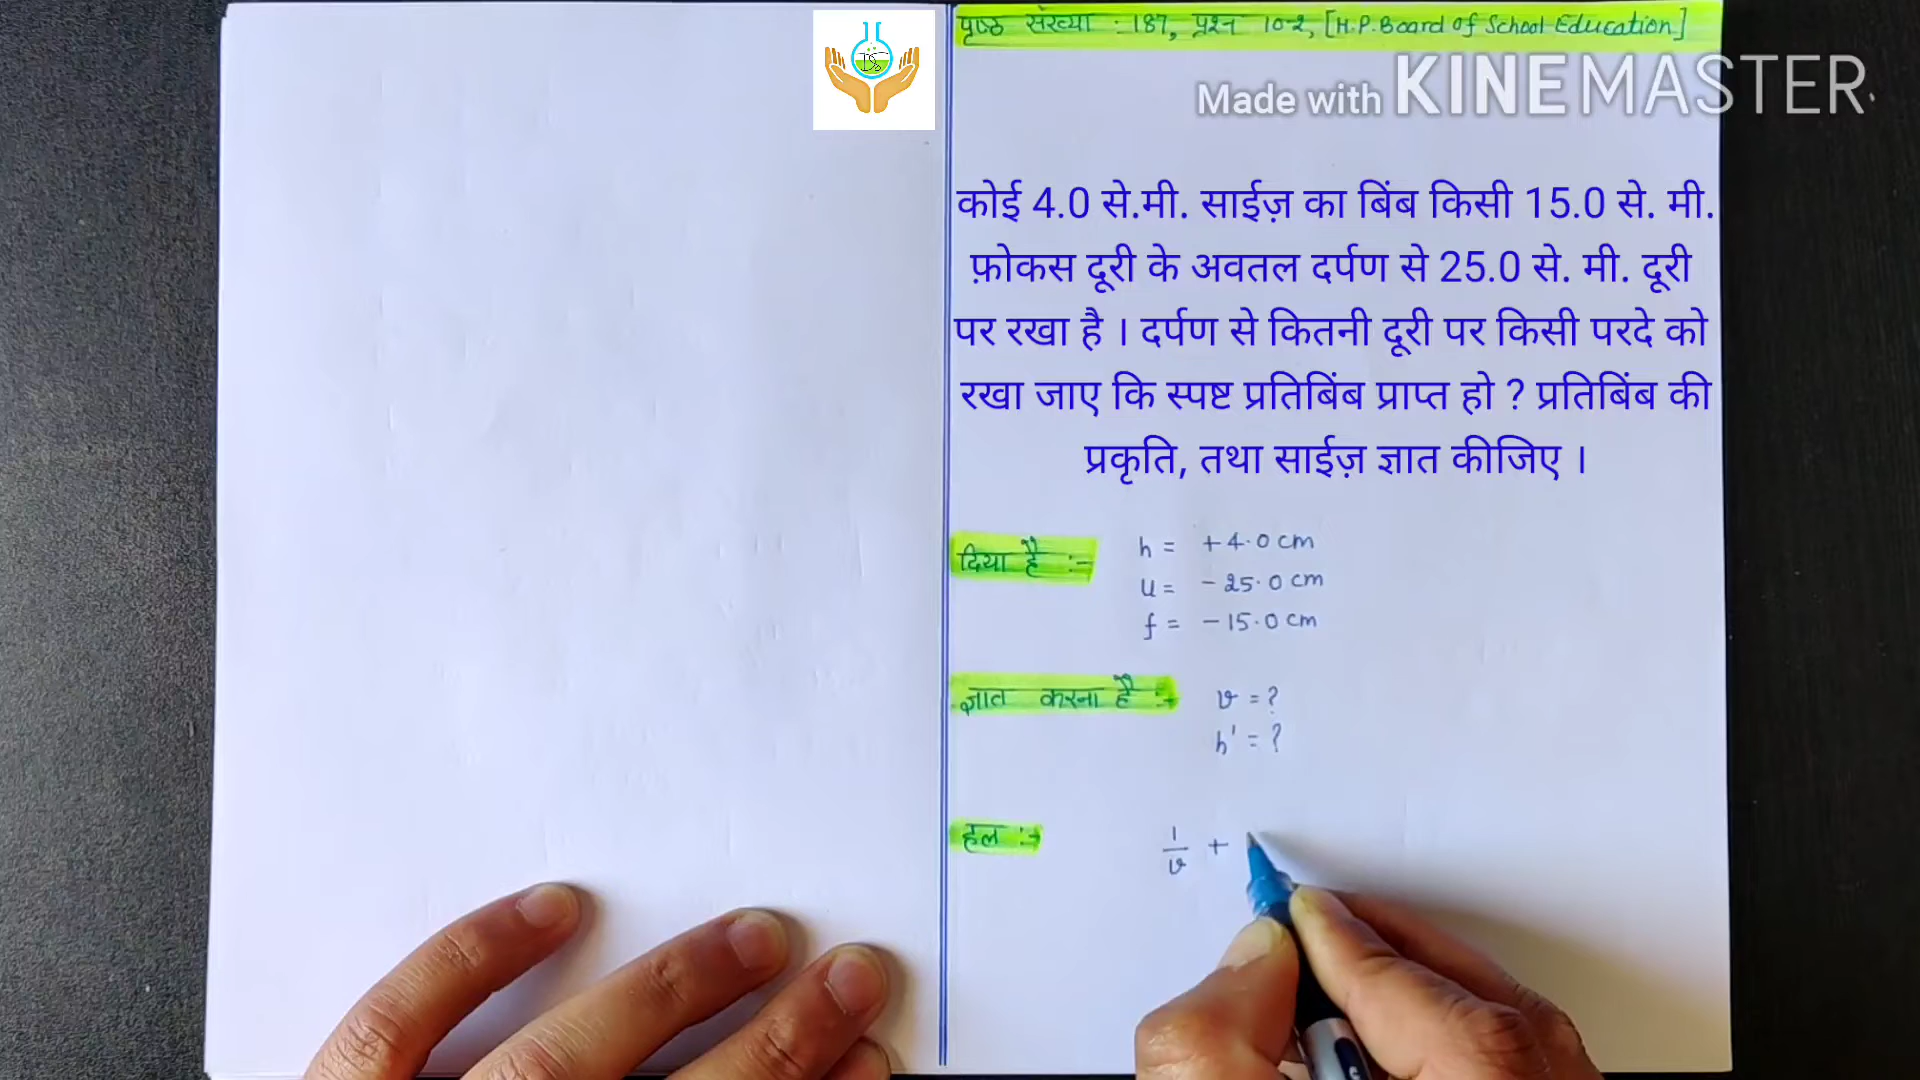 पृष्ठ संख्या : 187, प्रश्न 10.2, [H.P. Board of School Education]
Made with KINEMASTER
कोई 4.0 से.मी. साईज़ का बिंब किसी 15.0 से. मी.
फ़ोकस दूरी के अवतल दर्पण से 25.0 से. मी. दूरी
पर रखा है । दर्पण से कितनी दूरी पर किसी परदे को
रखा जाए कि स्पष्ट प्रतिबिंब प्राप्त हो ? प्रतिबिंब की
प्रकृति, तथा साईज़ ज्ञात कीजिए ।
दिया है :-
h = +4.0 cm
u = - 25.0 cm
f = - 15.0 cm
ज्ञात करना है :-
v = ?
h' = ?
हल :-
1/v +